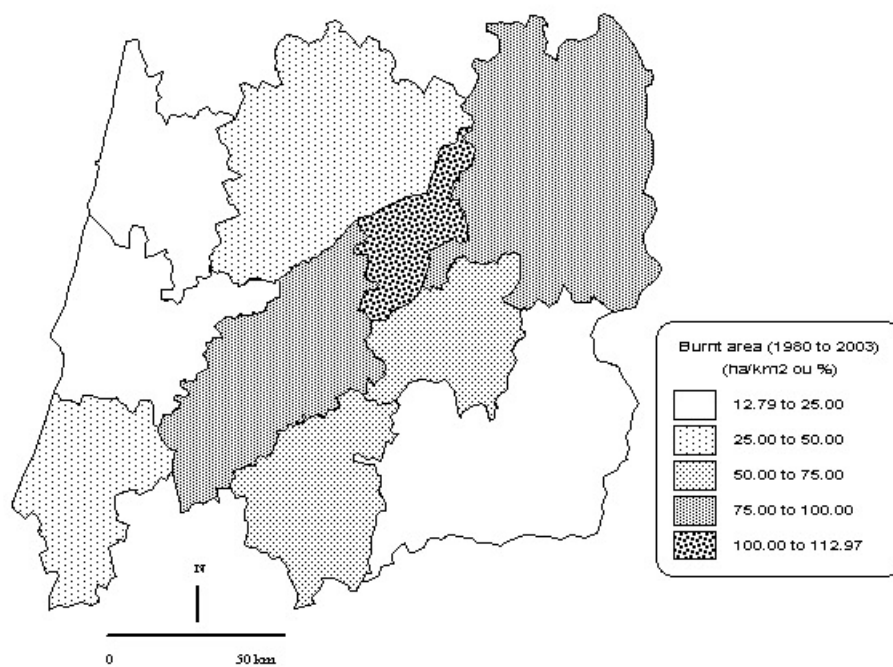 Burnt area (1980 to 2003)
(ha/km2 ou %)
12.79 to 25.00
25.00 to 50.00
50.00 to 75.00
75.00 to 100.00
100.00 to 112.97
N
0 50 km